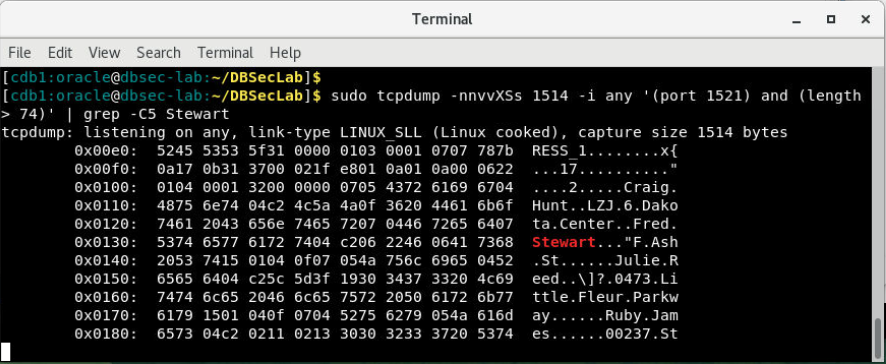 Terminal
File Edit View Search Terminal Help
[cdb1:oracle@dbsec-lab:~/DBSecLab]$
[cdb1:oracle@dbsec-lab:~/DBSecLab]$ sudo tcpdump -nnvvXSs 1514 -i any '(port 1521) and (length
> 74)' | grep -C5 Stewart
tcpdump: listening on any, link-type LINUX_SLL (Linux cooked), capture size 1514 bytes
0x00e0: 5245 5353 5f31 0000 0103 0001 0707 787b RESS_1........x{
0x00f0: 0a17 0b31 3700 021f e801 0a01 0a00 0622 ...17.........."
0x0100: 0104 0001 3200 0000 0705 4372 6169 6704 ....2.....Craig.
0x0110: 4875 6e74 04c2 4c5a 4a0f 3620 4461 6b6f Hunt..LZJ.6.Dako
0x0120: 7461 2043 656e 7465 7207 0446 7265 6407 ta.Center..Fred.
0x0130: 5374 6577 6172 7404 c206 2246 0641 7368 Stewart..."F.Ash
0x0140: 2053 7415 0104 0f07 054a 756c 6965 0452 .St......Julie.R
0x0150: 6565 6404 c25c 5d3f 1930 3437 3320 4c69 eed..\]?.0473.Li
0x0160: 7474 6c65 2046 6c65 7572 2050 6172 6b77 ttle.Fleur.Parkw
0x0170: 6179 1501 040f 0704 5275 6279 054a 616d ay......Ruby.Jam
0x0180: 6573 04c2 0211 0213 3030 3233 3720 5374 es......00237.St